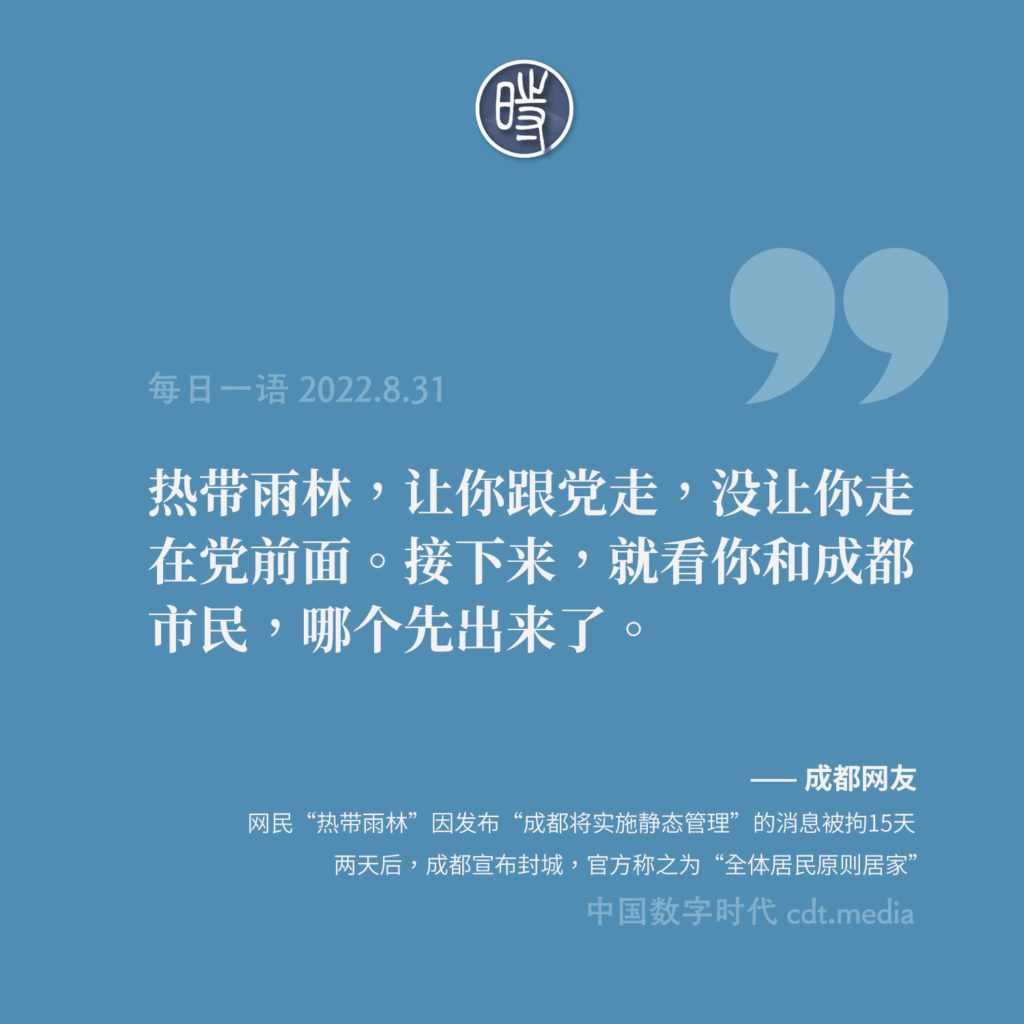 時
每日一语 2022.8.31
热带雨林，让你跟党走，没让你走
在党前面。接下来，就看你和成都
市民，哪个先出来了。
—— 成都网友
网民“热带雨林”因发布“成都将实施静态管理”的消息被拘15天
两天后，成都宣布封城，官方称之为“全体居民原则居家”
中国数字时代 cdt.media